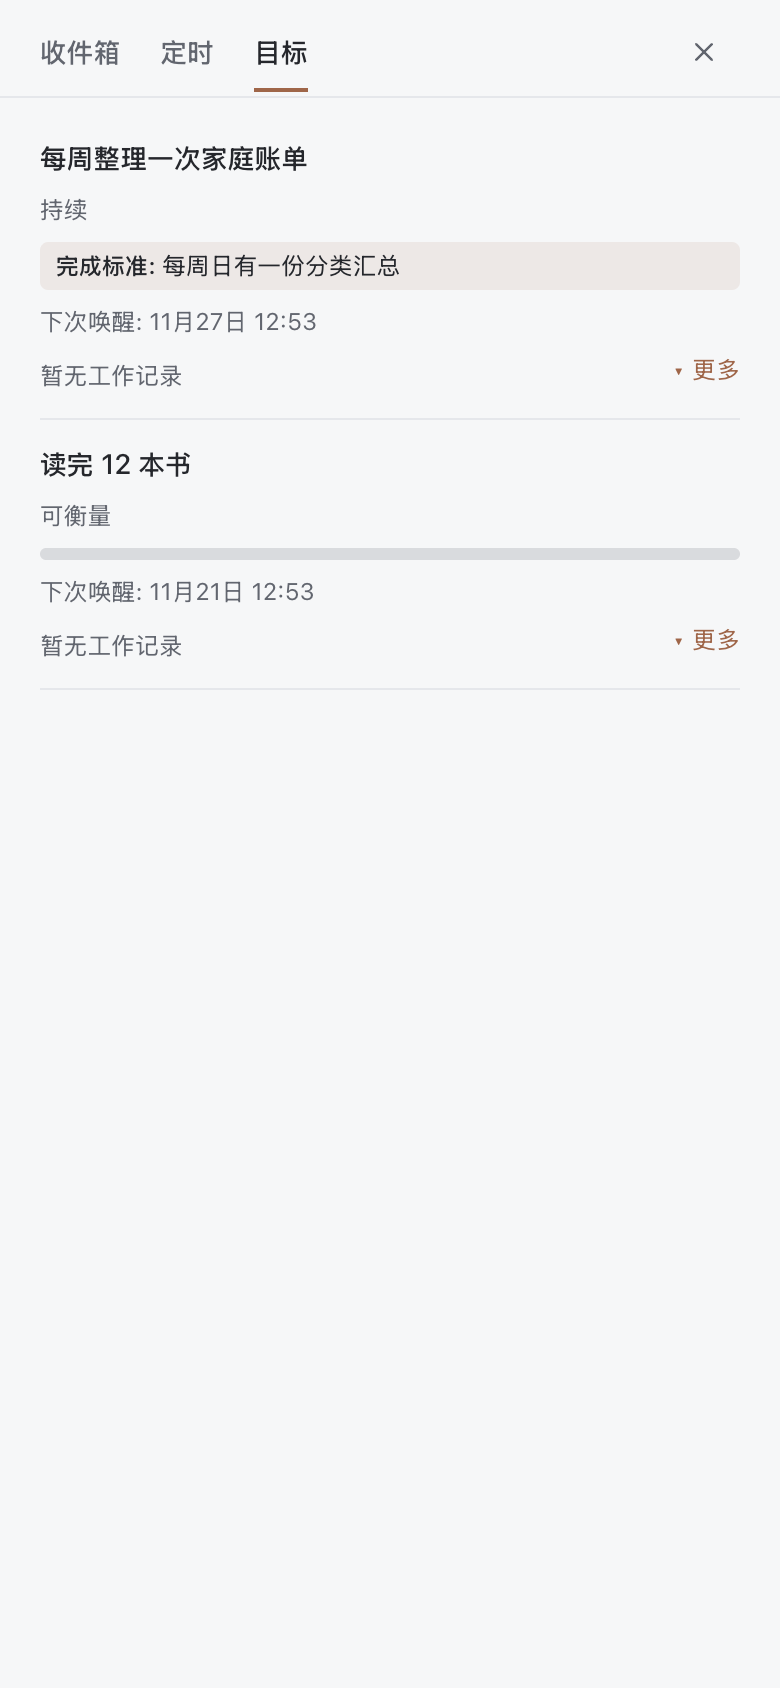 收件箱 定时 目标
每周整理一次家庭账单
持续
完成标准: 每周日有一份分类汇总
下次唤醒: 11月27日 12:53
暂无工作记录
▾ 更多
读完 12 本书
可衡量
下次唤醒: 11月21日 12:53
暂无工作记录
▾ 更多